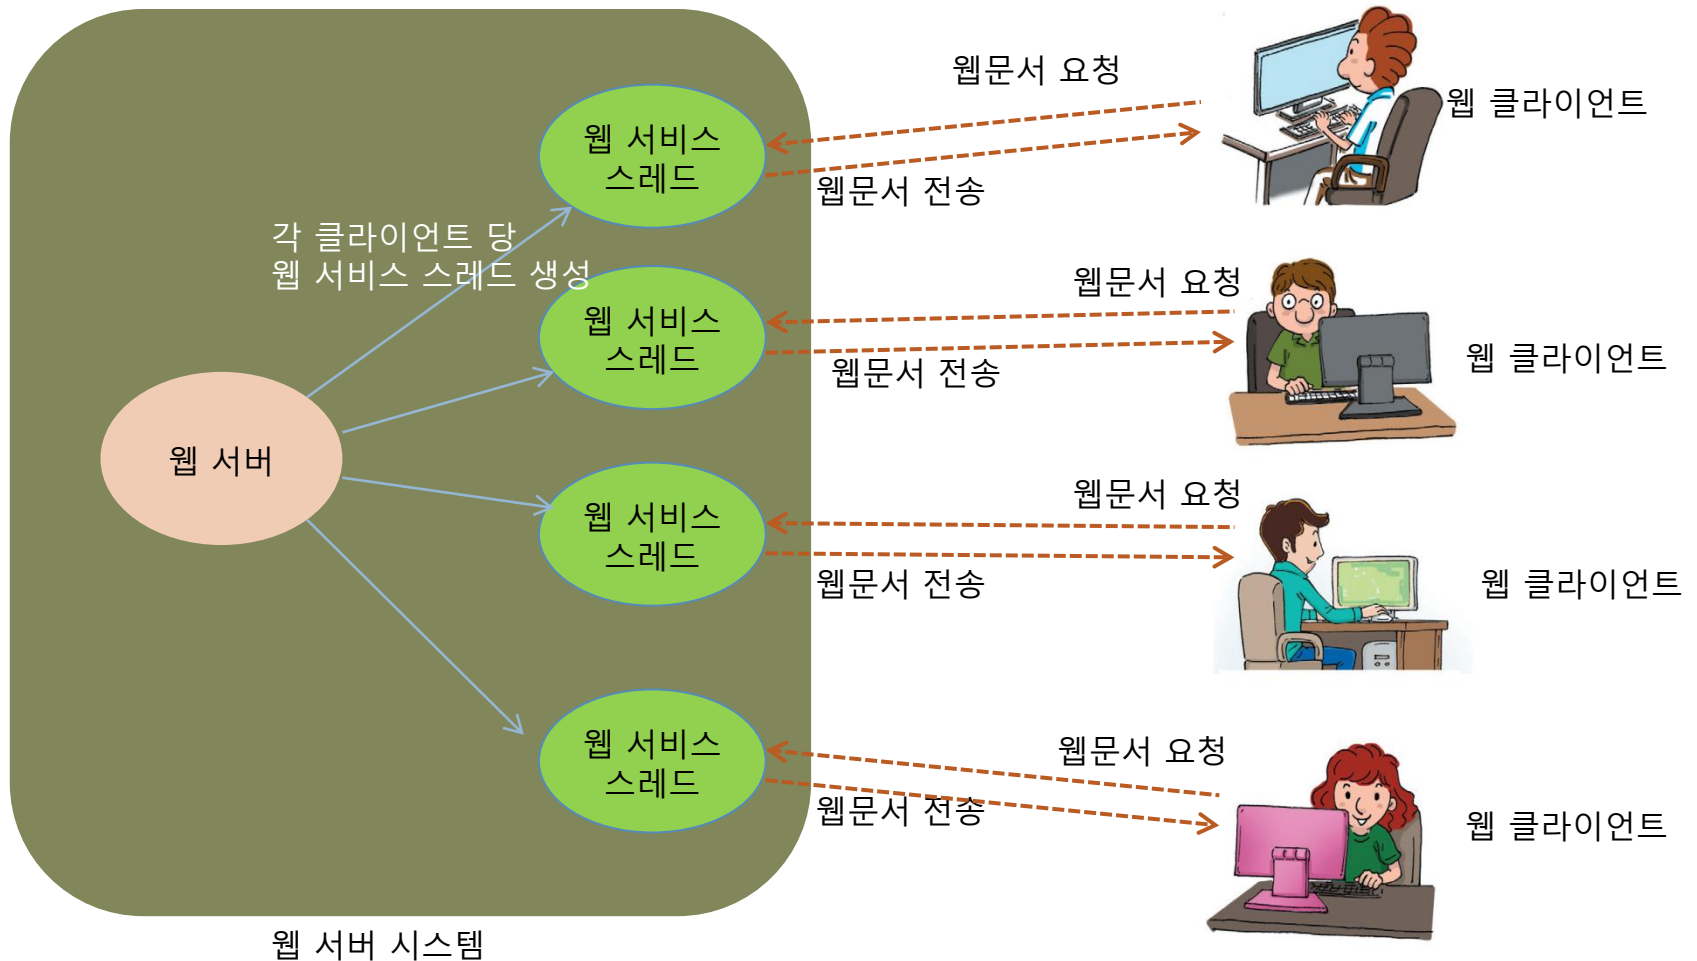 웹문서 요청
웹 클라이언트
웹 서비스
스레드
웹문서 전송
각 클라이언트 당
웹 서비스 스레드 생성
웹문서 요청
웹 서비스
스레드
웹 클라이언트
웹문서 전송
웹 서버
웹문서 요청
웹 서비스
스레드
웹문서 전송
웹 클라이언트
웹문서 요청
웹 서비스
스레드
웹문서 전송
웹 클라이언트
웹 서버 시스템